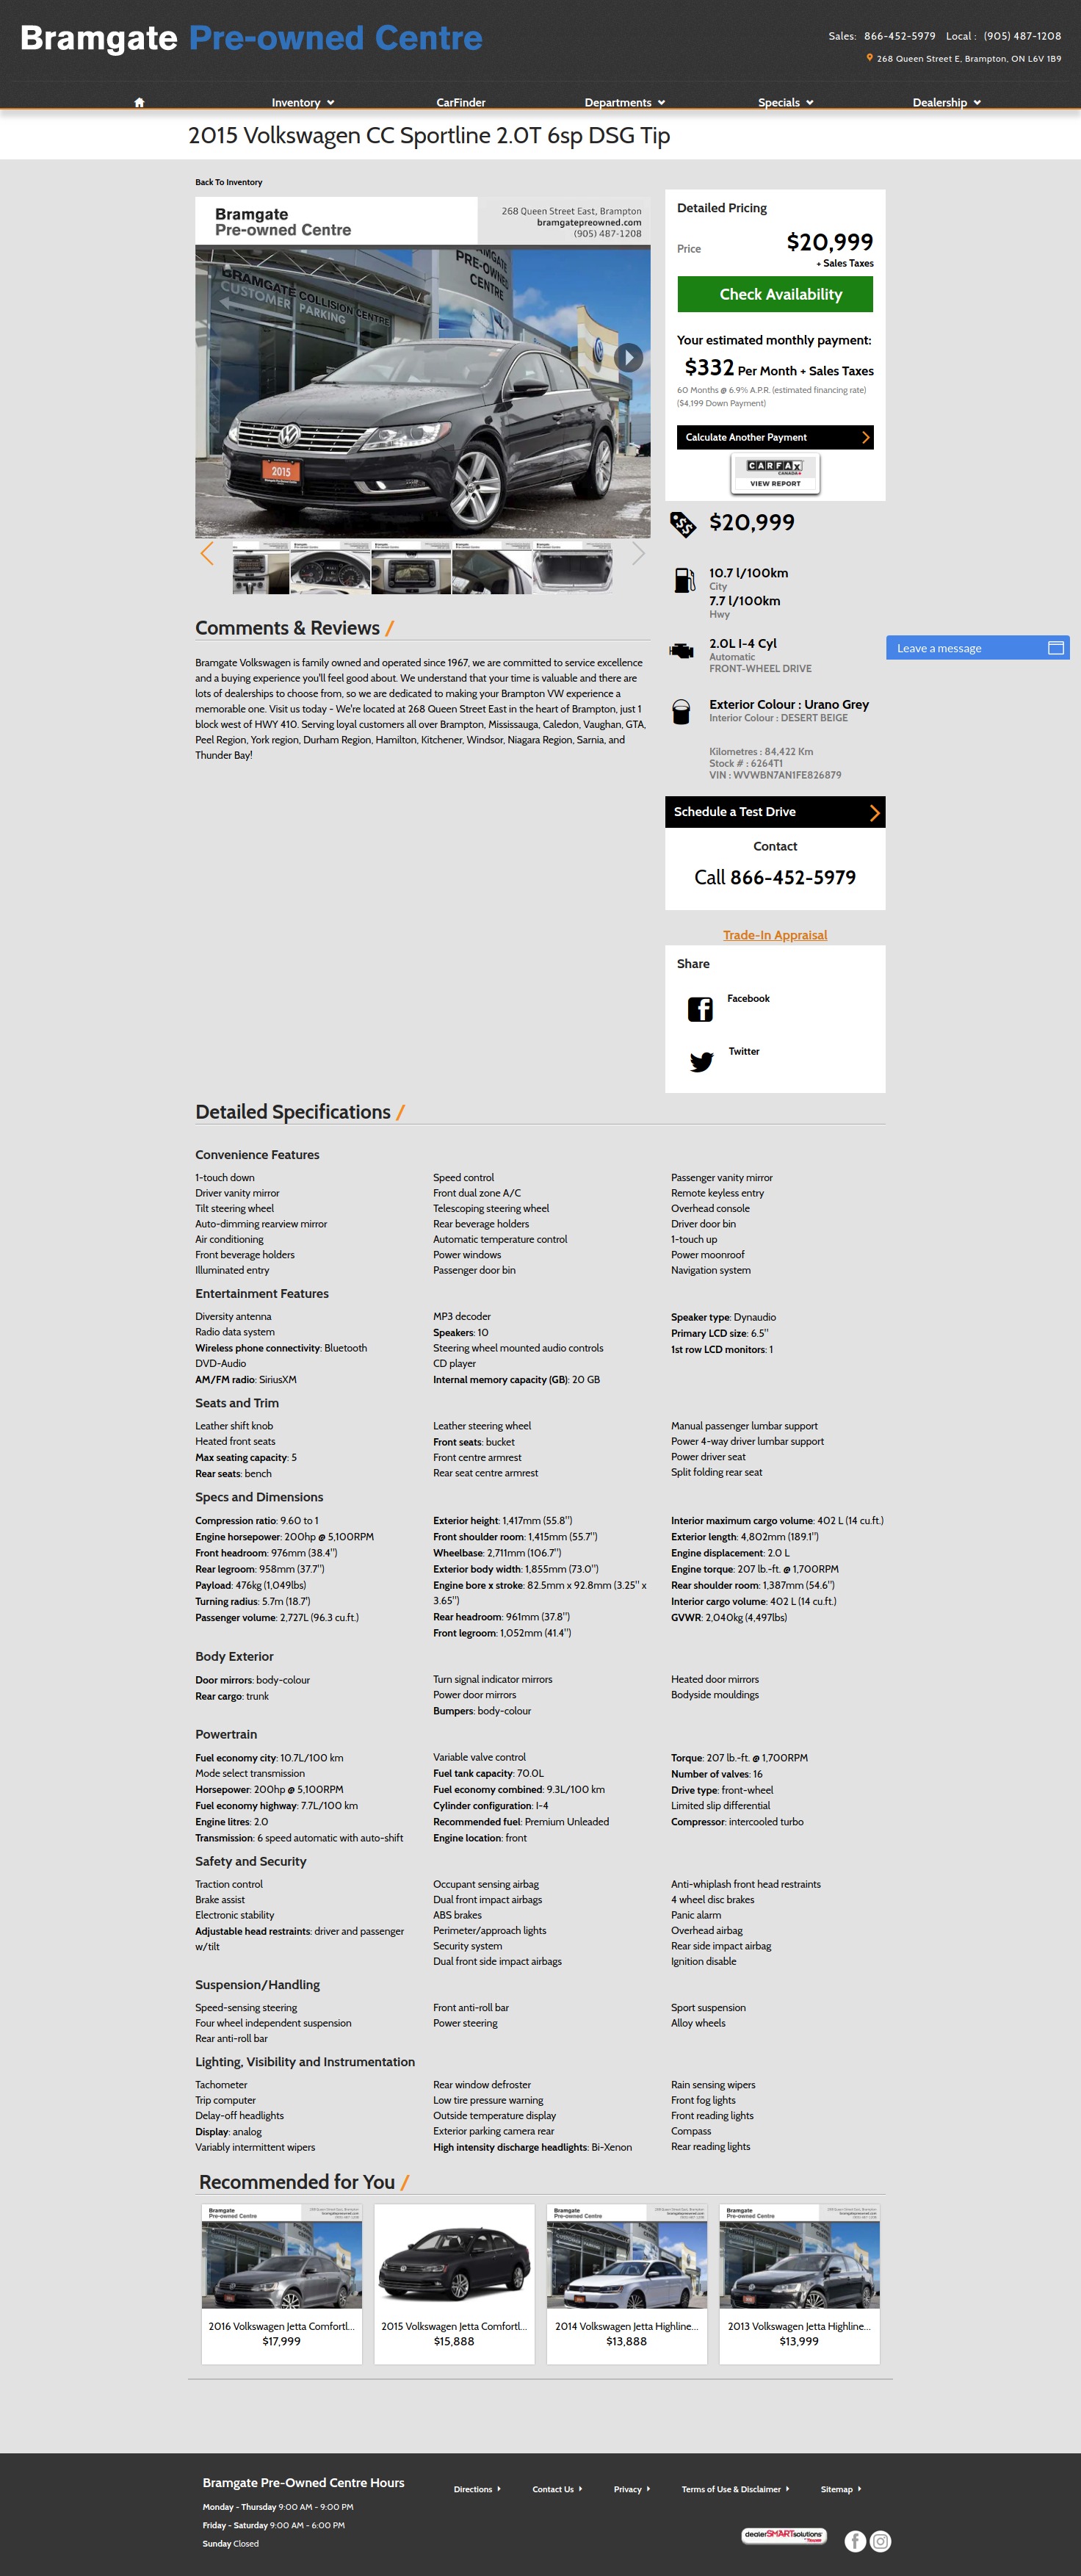 Bramgate Pre-owned Centre
Sales: 866-452-5979 Local : (905) 487-1208
268 Queen Street E, Brampton, ON L6V 1B9
Inventory CarFinder Departments Specials Dealership
2015 Volkswagen CC Sportline 2.0T 6sp DSG Tip
Back To Inventory
Bramgate
Pre-owned Centre
268 Queen Street East, Brampton
bramgatepreowned.com
(905) 487-1208
BRAMGATE COLLISION CENTRE
CUSTOMER PARKING
PRE-OWNED
CENTRE
2015
Detailed Pricing
Price $20,999
+ Sales Taxes
Check Availability
Your estimated monthly payment:
$332 Per Month + Sales Taxes
60 Months @ 6.9% A.P.R. (estimated financing rate)
($4,199 Down Payment)
Calculate Another Payment
CARFAX
CANADA
VIEW REPORT
$20,999
10.7 l/100km
City
7.7 l/100km
Hwy
2.0L I-4 Cyl
Automatic
FRONT-WHEEL DRIVE
Exterior Colour : Urano Grey
Interior Colour : DESERT BEIGE
Kilometres : 84,422 Km
Stock # : 6264T1
VIN : WVWBN7AN1FE826879
Leave a message
Schedule a Test Drive
Contact
Call 866-452-5979
Trade-In Appraisal
Share
Facebook
Twitter
Comments & Reviews /
Bramgate Volkswagen is family owned and operated since 1967, we are committed to service excellence
and a buying experience you'll feel good about. We understand that your time is valuable and there are
lots of dealerships to choose from, so we are dedicated to making your Brampton VW experience a
memorable one. Visit us today - We're located at 268 Queen Street East in the heart of Brampton, just 1
block west of HWY 410. Serving loyal customers all over Brampton, Mississauga, Caledon, Vaughan, GTA,
Peel Region, York region, Durham Region, Hamilton, Kitchener, Windsor, Niagara Region, Sarnia, and
Thunder Bay!
Detailed Specifications /
Convenience Features
1-touch down Speed control Passenger vanity mirror
Driver vanity mirror Front dual zone A/C Remote keyless entry
Tilt steering wheel Telescoping steering wheel Overhead console
Auto-dimming rearview mirror Rear beverage holders Driver door bin
Air conditioning Automatic temperature control 1-touch up
Front beverage holders Power windows Power moonroof
Illuminated entry Passenger door bin Navigation system
Entertainment Features
Diversity antenna MP3 decoder Speaker type: Dynaudio
Radio data system Speakers: 10 Primary LCD size: 6.5"
Wireless phone connectivity: Bluetooth Steering wheel mounted audio controls 1st row LCD monitors: 1
DVD-Audio CD player
AM/FM radio: SiriusXM Internal memory capacity (GB): 20 GB
Seats and Trim
Leather shift knob Leather steering wheel Manual passenger lumbar support
Heated front seats Front seats: bucket Power 4-way driver lumbar support
Max seating capacity: 5 Front centre armrest Power driver seat
Rear seats: bench Rear seat centre armrest Split folding rear seat
Specs and Dimensions
Compression ratio: 9.60 to 1 Exterior height: 1,417mm (55.8") Interior maximum cargo volume: 402 L (14 cu.ft.)
Engine horsepower: 200hp @ 5,100RPM Front shoulder room: 1,415mm (55.7") Exterior length: 4,802mm (189.1")
Front headroom: 976mm (38.4") Wheelbase: 2,711mm (106.7") Engine displacement: 2.0 L
Rear legroom: 958mm (37.7") Exterior body width: 1,855mm (73.0") Engine torque: 207 lb.-ft. @ 1,700RPM
Payload: 476kg (1,049lbs) Engine bore x stroke: 82.5mm x 92.8mm (3.25" x Rear shoulder room: 1,387mm (54.6")
Turning radius: 5.7m (18.7') 3.65") Interior cargo volume: 402 L (14 cu.ft.)
Passenger volume: 2,727L (96.3 cu.ft.) Rear headroom: 961mm (37.8") GVWR: 2,040kg (4,497lbs)
Front legroom: 1,052mm (41.4")
Body Exterior
Door mirrors: body-colour Turn signal indicator mirrors Heated door mirrors
Rear cargo: trunk Power door mirrors Bodyside mouldings
Bumpers: body-colour
Powertrain
Fuel economy city: 10.7L/100 km Variable valve control Torque: 207 lb.-ft. @ 1,700RPM
Mode select transmission Fuel tank capacity: 70.0L Number of valves: 16
Horsepower: 200hp @ 5,100RPM Fuel economy combined: 9.3L/100 km Drive type: front-wheel
Fuel economy highway: 7.7L/100 km Cylinder configuration: I-4 Limited slip differential
Engine litres: 2.0 Recommended fuel: Premium Unleaded Compressor: intercooled turbo
Transmission: 6 speed automatic with auto-shift Engine location: front
Safety and Security
Traction control Occupant sensing airbag Anti-whiplash front head restraints
Brake assist Dual front impact airbags 4 wheel disc brakes
Electronic stability ABS brakes Panic alarm
Adjustable head restraints: driver and passenger Perimeter/approach lights Overhead airbag
w/tilt Security system Rear side impact airbag
Dual front side impact airbags Ignition disable
Suspension/Handling
Speed-sensing steering Front anti-roll bar Sport suspension
Four wheel independent suspension Power steering Alloy wheels
Rear anti-roll bar
Lighting, Visibility and Instrumentation
Tachometer Rear window defroster Rain sensing wipers
Trip computer Low tire pressure warning Front fog lights
Delay-off headlights Outside temperature display Front reading lights
Display: analog Exterior parking camera rear Compass
Variably intermittent wipers High intensity discharge headlights: Bi-Xenon Rear reading lights
Recommended for You /
Bramgate
Pre-owned Centre
Bramgate
Pre-owned Centre
Bramgate
Pre-owned Centre
2016 Volkswagen Jetta Comfortl... 2015 Volkswagen Jetta Comfortl... 2014 Volkswagen Jetta Highline... 2013 Volkswagen Jetta Highline...
$17,999 $15,888 $13,888 $13,999
Bramgate Pre-Owned Centre Hours
Monday - Thursday 9:00 AM - 9:00 PM
Friday - Saturday 9:00 AM - 6:00 PM
Sunday Closed
Directions Contact Us Privacy Terms of Use & Disclaimer Sitemap
dealerSMARTsolutions